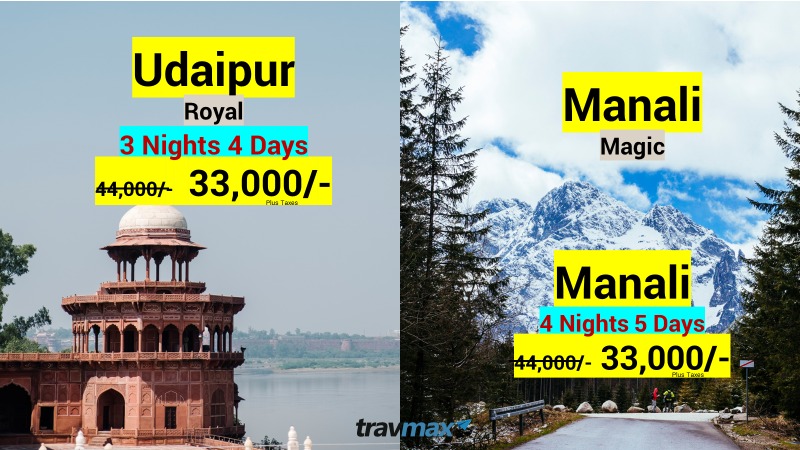 Udaipur
Royal
3 Nights 4 Days
44,000/- 33,000/-
Plus Taxes
Manali
Magic
Manali
4 Nights 5 Days
44,000/- 33,000/-
Plus Taxes
travmax